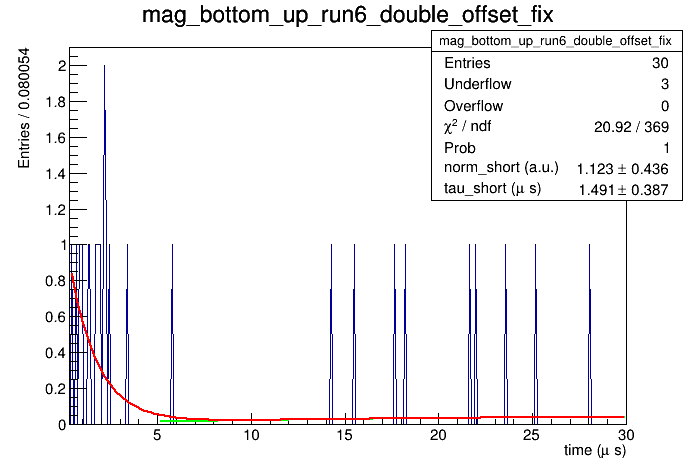 mag_bottom_up_run6_double_offset_fix
mag_bottom_up_run6_double_offset_fix
Entries 30
Underflow 3
Overflow 0
χ² / ndf 20.92 / 369
Prob 1
norm_short (a.u.) 1.123 ± 0.436
tau_short (μ s) 1.491 ± 0.387
Entries / 0.080054
2
1.8
1.6
1.4
1.2
1
0.8
0.6
0.4
0.2
0
5 10 15 20 25 30
time (μ s)